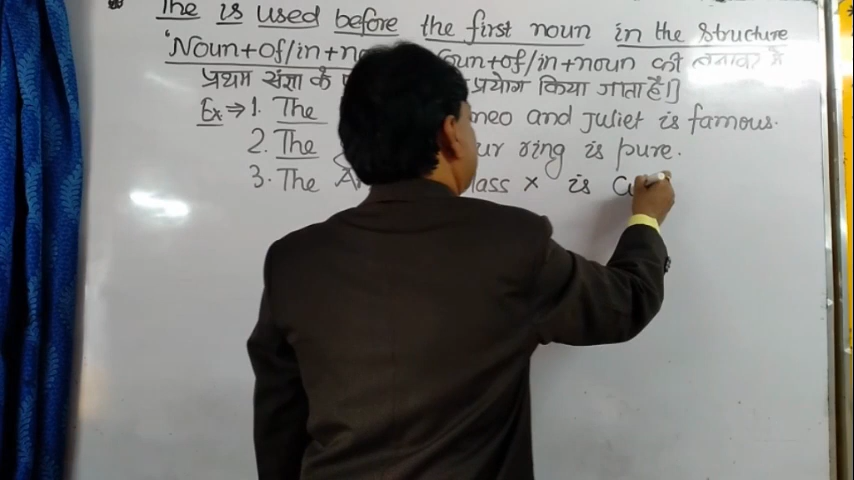 The is used before the first noun in the Structure
'Noun+of/in+no oun+of/in+noun की बनावट में
प्रथम संज्ञा के प्रयोग किया जाता है।]
Ex ⇒ 1. The meo and Juliet is famous.
2. The ur ring is pure.
3. The lass X is